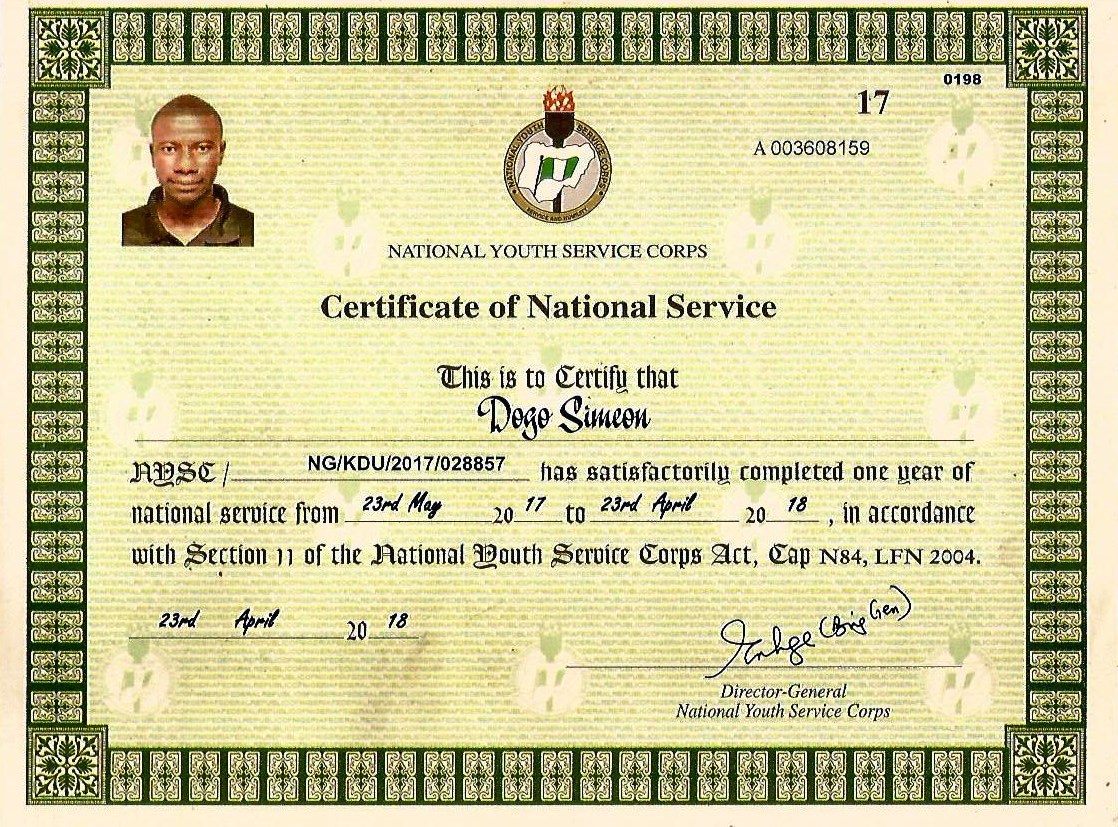 0198
17
A 003608159
NATIONAL YOUTH SERVICE CORPS
SERVICE AND HUMILITY
NATIONAL YOUTH SERVICE CORPS
Certificate of National Service
This is to Certify that
Dogo Simeon
NYSC / NG/KDU/2017/028857 has satisfactorily completed one year of
national service from 23rd May 20 17 to 23rd April 20 18 , in accordance
with Section 11 of the National Youth Service Corps Act, Cap N84, LFN 2004.
23rd April 20 18
(Brig Gen)
Director-General
National Youth Service Corps